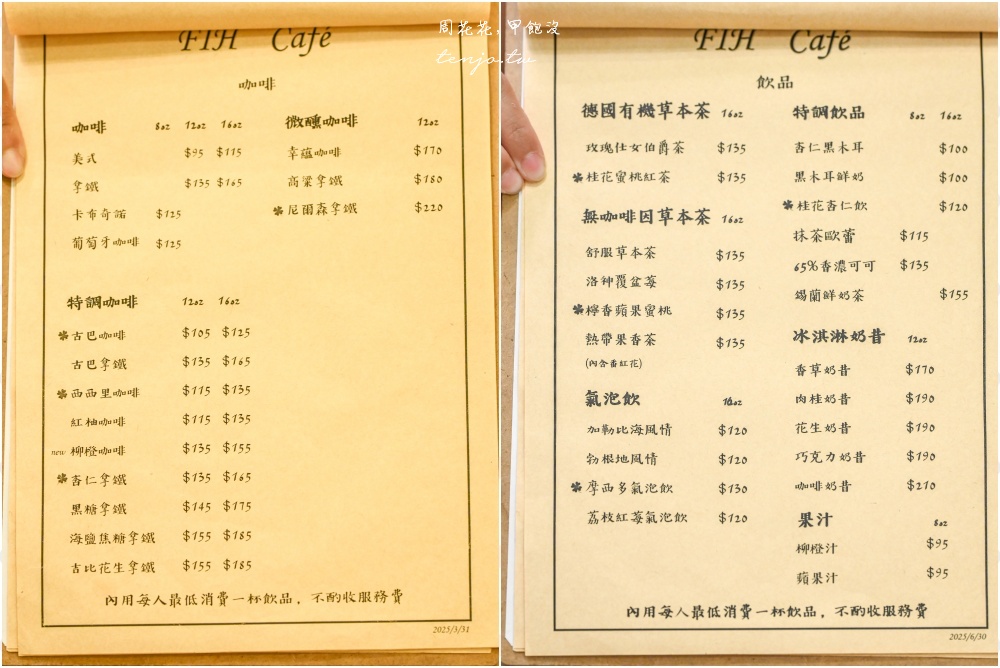 周花花,甲飽沒
tenjo.tw
FIH Café
咖啡
咖啡 8oz 12oz 16oz
美式 $95 $115
拿鐵 $135 $165
卡布奇諾 $125
葡萄牙咖啡 $125
微醺咖啡 12oz
幸蘊咖啡 $170
高粱拿鐵 $180
尼爾森拿鐵 $220
特調咖啡 12oz 16oz
古巴咖啡 $105 $125
古巴拿鐵 $135 $165
西西里咖啡 $115 $135
紅柚咖啡 $115 $135
new 柳橙咖啡 $135 $155
杏仁拿鐵 $135 $165
黑糖拿鐵 $145 $175
海鹽焦糖拿鐵 $155 $185
古比花生拿鐵 $155 $185
內用每人最低消費一杯飲品，不酌收服務費
2025/3/31
FIH Café
飲品
德國有機草本茶 16oz
玫瑰仕女伯爵茶 $135
桂花蜜桃紅茶 $135
無咖啡因草本茶 16oz
舒服草本茶 $135
洛神覆盆莓 $135
檸香蘋果蜜桃 $135
熱帶果香茶 $135
(內含番紅花)
氣泡飲 16oz
加勒比海風情 $120
勃根地風情 $120
摩西多氣泡飲 $130
荔枝紅莓氣泡飲 $120
特調飲品 8oz 16oz
杏仁黑木耳 $100
黑木耳鮮奶 $100
桂花杏仁飲 $120
抹茶歐蕾 $115
65%香濃可可 $135
錫蘭鮮奶茶 $155
冰淇淋奶昔 12oz
香草奶昔 $170
肉桂奶昔 $190
花生奶昔 $190
巧克力奶昔 $190
咖啡奶昔 $210
果汁 8oz
柳橙汁 $95
蘋果汁 $95
內用每人最低消費一杯飲品，不酌收服務費
2025/6/30